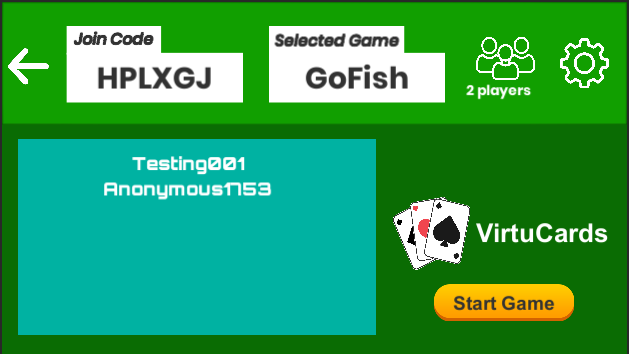 Join Code
HPLXGJ
Selected Game
GoFish
2 players
Testing001
Anonymous1753
VirtuCards
Start Game